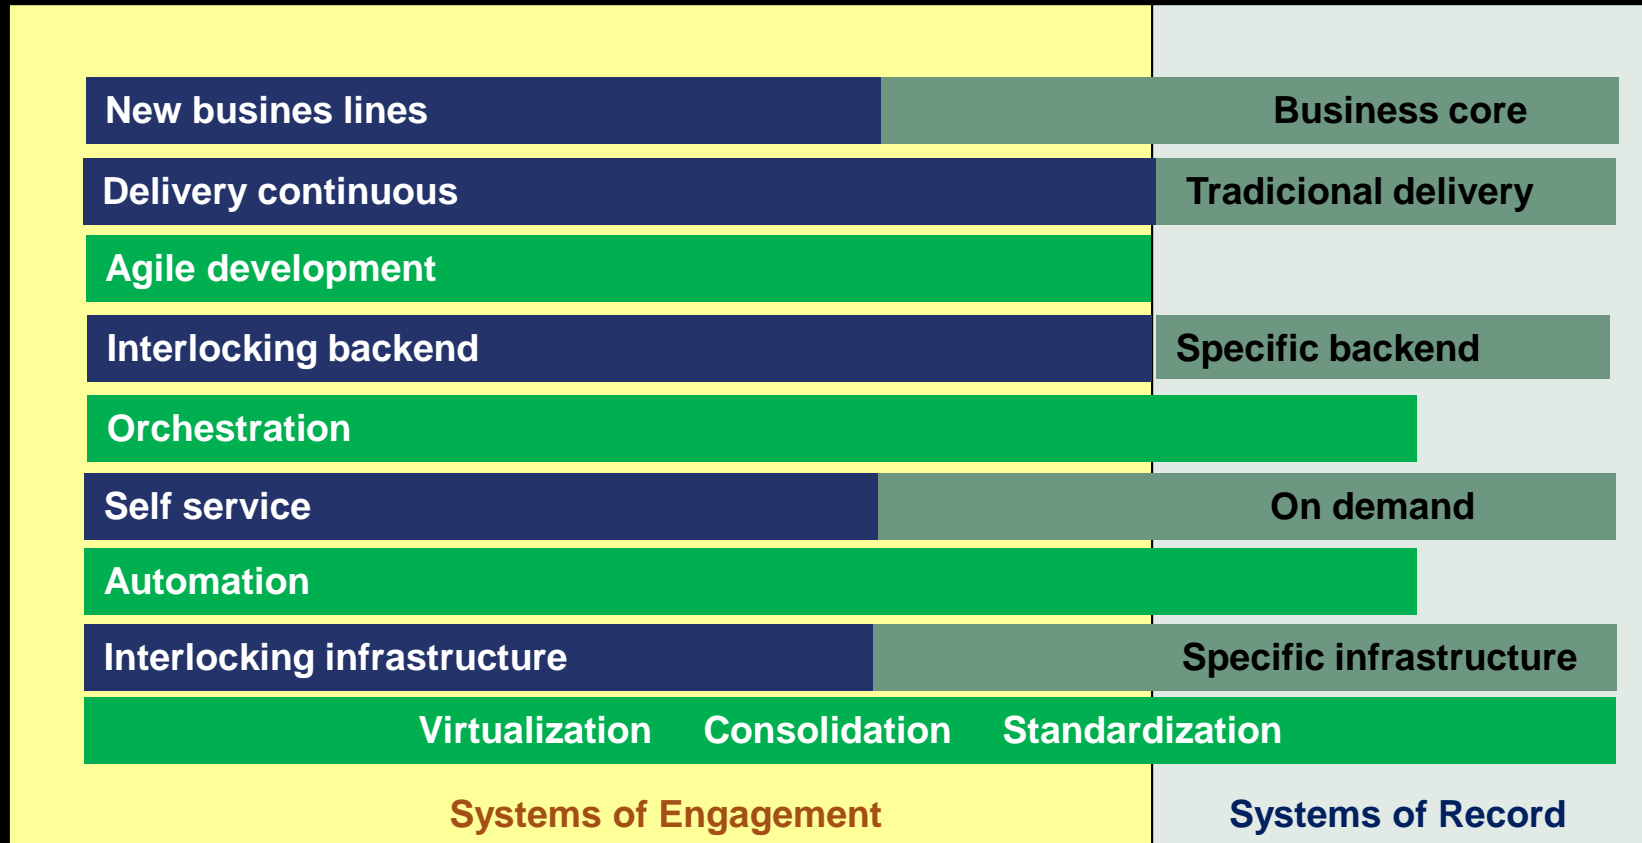 New busines lines Business core
Delivery continuous Tradicional delivery
Agile development
Interlocking backend Specific backend
Orchestration
Self service On demand
Automation
Interlocking infrastructure Specific infrastructure
Virtualization Consolidation Standardization
Systems of Engagement Systems of Record